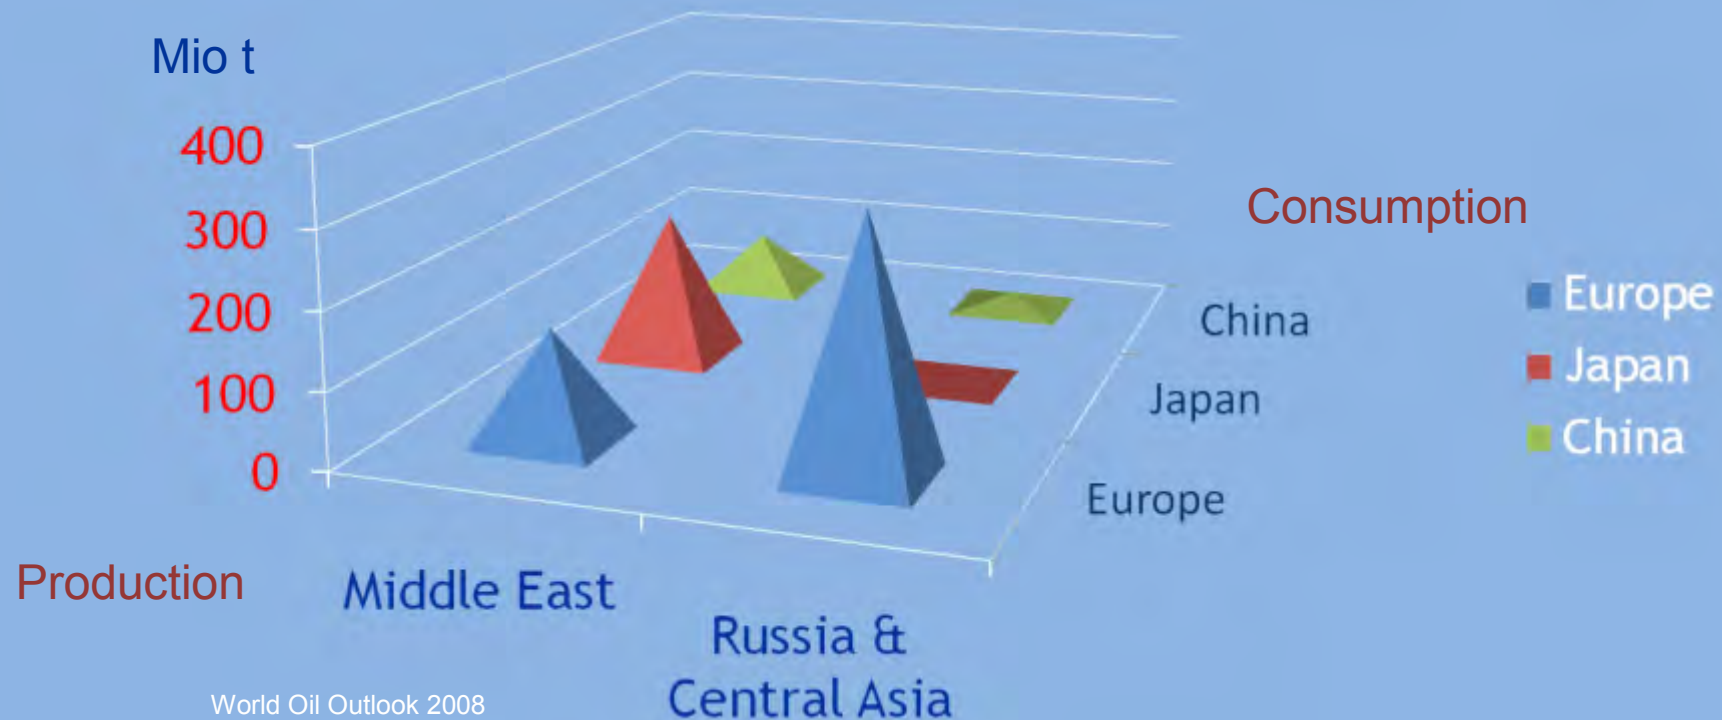 Mio t
400
300
200
100
0
Consumption
China
Japan
Europe
Europe
Japan
China
Production
Middle East
Russia &
Central Asia
World Oil Outlook 2008